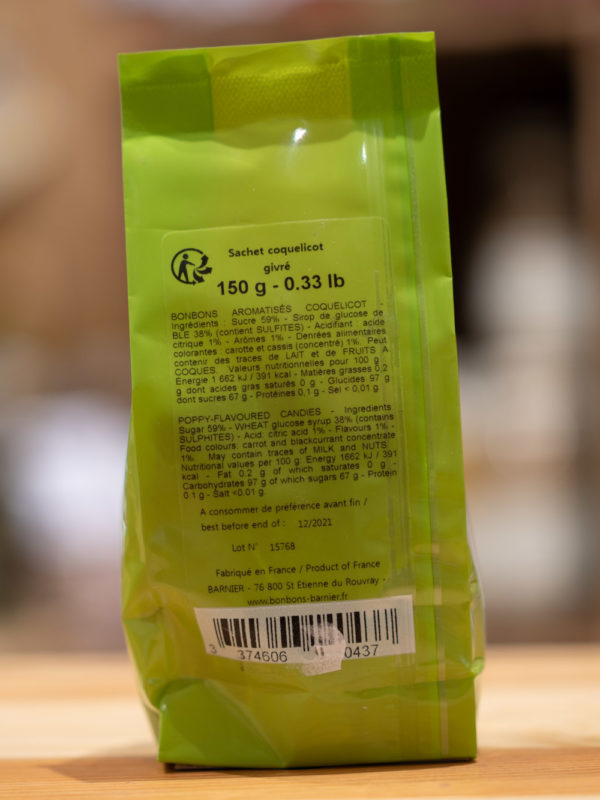 Sachet coquelicot
givré
150 g - 0.33 lb
BONBONS AROMATISÉS COQUELICOT -
Ingrédients : Sucre 59% - Sirop de glucose de
BLE 38% (contient SULFITES) - Acidifiant : acide
citrique 1% - Arômes 1% - Denrées alimentaires
colorantes : carotte et cassis (concentré) 1%. Peut
contenir des traces de LAIT et de FRUITS A
COQUES. Valeurs nutritionnelles pour 100 g :
Energie 1 662 kJ / 391 kcal - Matières grasses 0,2
g dont acides gras saturés 0 g - Glucides 97 g
dont sucres 67 g - Protéines 0,1 g - Sel < 0,01 g.
POPPY-FLAVOURED CANDIES - Ingredients
Sugar 59% - WHEAT glucose syrup 38% (contains
SULPHITES) - Acid: citric acid 1% - Flavours 1% -
Food colours: carrot and blackcurrant concentrate
1%. May contain traces of MILK and NUTS.
Nutritional values per 100 g: Energy 1662 kJ / 391
kcal - Fat 0.2 g of which saturates 0 g -
Carbohydrates 97 g of which sugars 67 g - Protein
0.1 g - Salt <0.01 g.
A consommer de préférence avant fin /
best before end of : 12/2021
Lot N° 15768
Fabriqué en France / Product of France
BARNIER - 76 800 St Étienne du Rouvray -
www.bonbons-barnier.fr
3 374606 0437